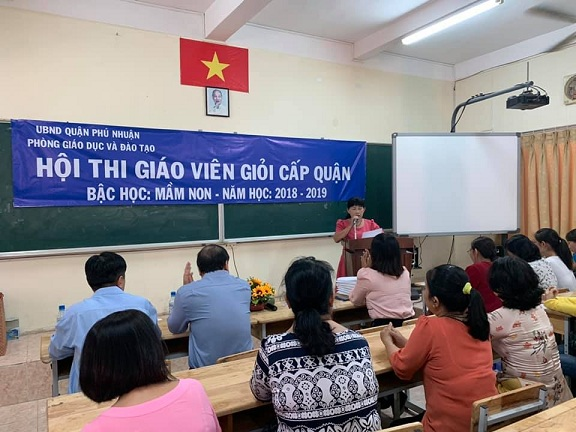 UBND QUẬN PHÚ NHUẬN
PHÒNG GIÁO DỤC VÀ ĐÀO TẠO
HỘI THI GIÁO VIÊN GIỎI CẤP QUẬN
BẬC HỌC: MẦM NON - NĂM HỌC: 2018 - 2019